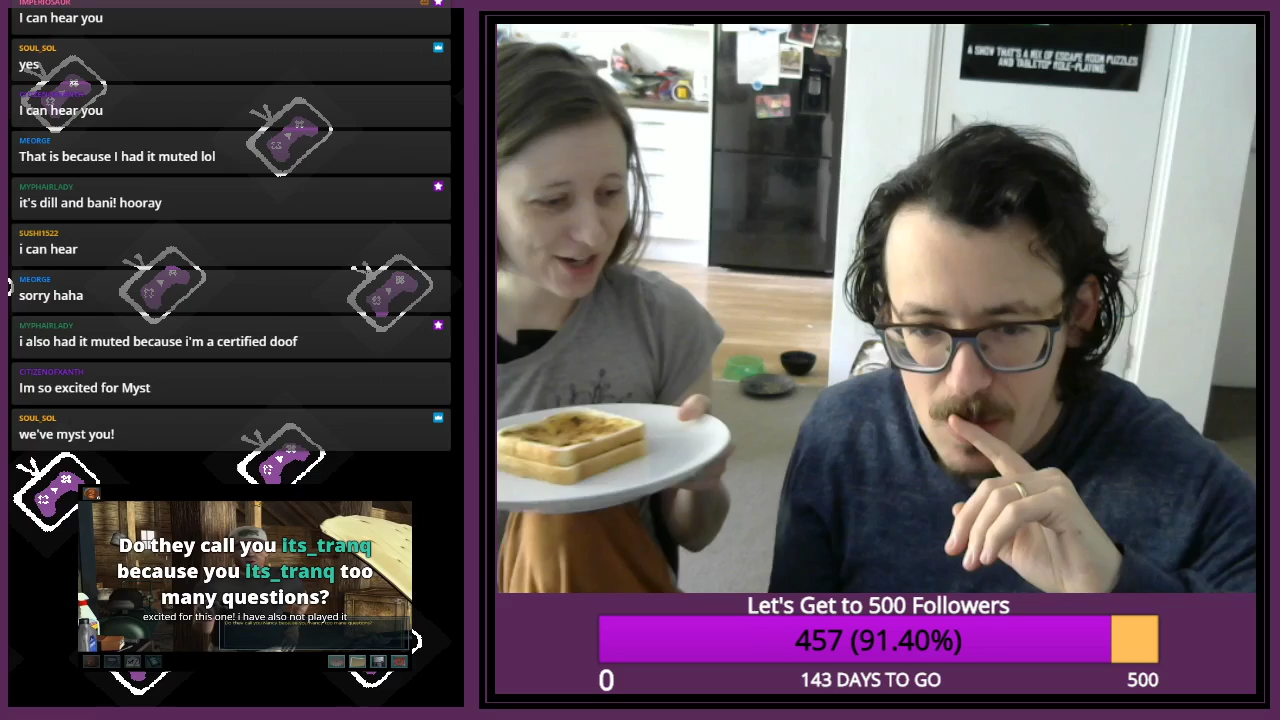 IMPERIOSAUR
I can hear you
SOUL_SOL
yes
I can hear you
MEORGE
That is because I had it muted lol
MYPHAIRLADY
it's dill and bani! hooray
SUSHI1522
i can hear
MEORGE
sorry haha
MYPHAIRLADY
i also had it muted because i'm a certified doof
CITIZENOFXANTH
Im so excited for Myst
SOUL_SOL
we've myst you!
Do they call you its_tranq
because you its_tranq too
many questions?
excited for this one! i have also not played it
A SHOW THAT'S A MIX OF ESCAPE ROOM PUZZLES
AND TABLETOP ROLE-PLAYING.
Let's Get to 500 Followers
457 (91.40%)
0
143 DAYS TO GO
500